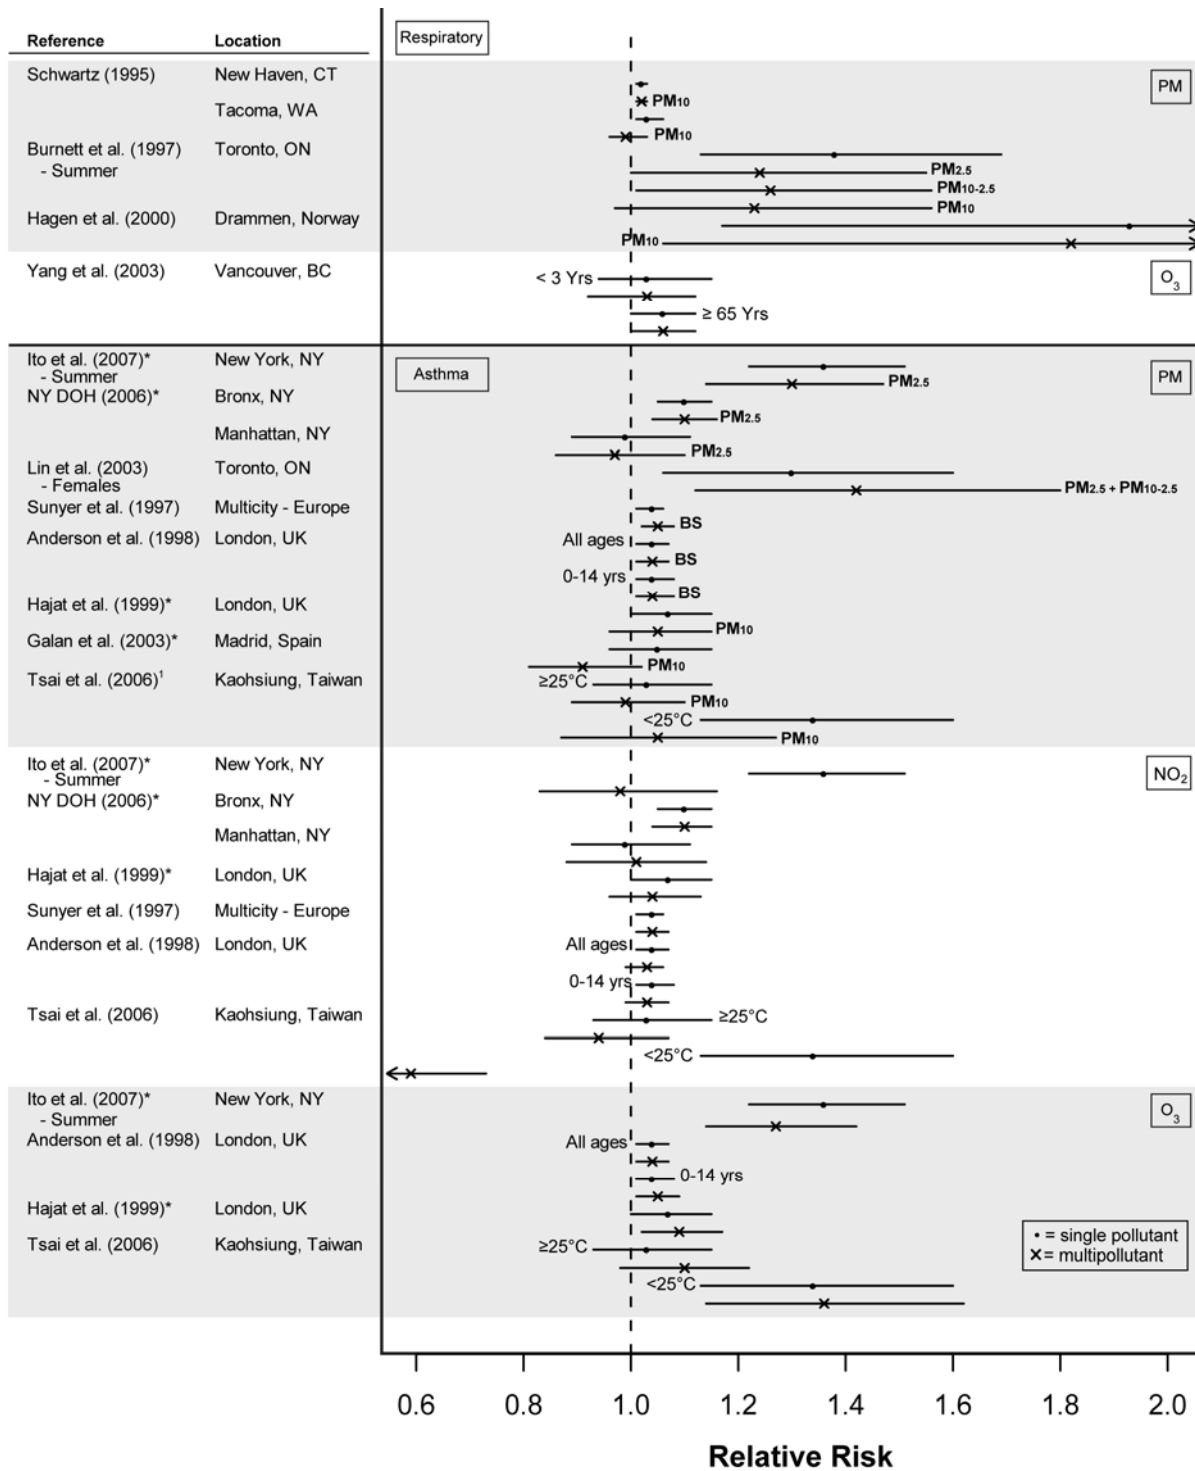 Reference Location Respiratory
Schwartz (1995) New Haven, CT PM
PM10
Tacoma, WA
PM10
Burnett et al. (1997) Toronto, ON
- Summer PM2.5
PM10-2.5
PM10
Hagen et al. (2000) Drammen, Norway
PM10
Yang et al. (2003) Vancouver, BC < 3 Yrs O3
≥ 65 Yrs
Ito et al. (2007)* New York, NY Asthma PM
- Summer PM2.5
NY DOH (2006)* Bronx, NY
PM2.5
Manhattan, NY
PM2.5
Lin et al. (2003) Toronto, ON
- Females PM2.5 + PM10-2.5
Sunyer et al. (1997) Multicity - Europe
BS
Anderson et al. (1998) London, UK All ages
BS
0-14 yrs
BS
Hajat et al. (1999)* London, UK
PM10
Galan et al. (2003)* Madrid, Spain
PM10
Tsai et al. (2006)1 Kaohsiung, Taiwan ≥25°C
PM10
<25°C
PM10
Ito et al. (2007)* New York, NY NO2
- Summer
NY DOH (2006)* Bronx, NY
Manhattan, NY
Hajat et al. (1999)* London, UK
Sunyer et al. (1997) Multicity - Europe
Anderson et al. (1998) London, UK All ages
0-14 yrs
Tsai et al. (2006) Kaohsiung, Taiwan ≥25°C
<25°C
Ito et al. (2007)* New York, NY O3
- Summer
Anderson et al. (1998) London, UK All ages
0-14 yrs
Hajat et al. (1999)* London, UK
Tsai et al. (2006) Kaohsiung, Taiwan ≥25°C
<25°C
• = single pollutant
× = multipollutant
0.6 0.8 1.0 1.2 1.4 1.6 1.8 2.0
Relative Risk